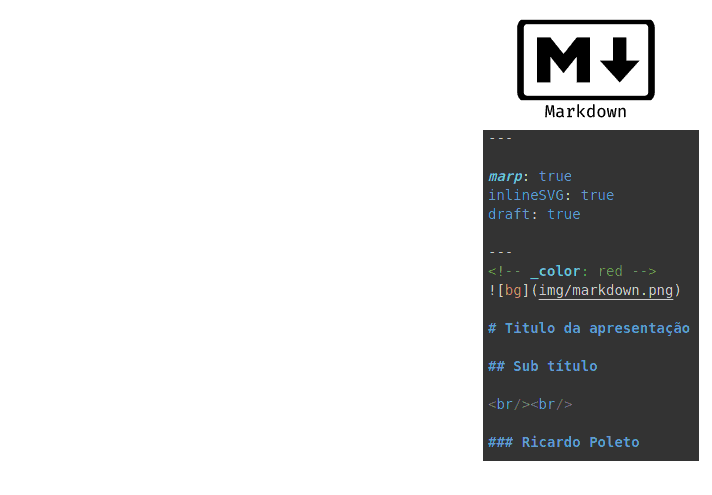 M
Markdown
---
marp: true
inlineSVG: true
draft: true
---
<!-- _color: red -->
![bg](img/markdown.png)
# Titulo da apresentação
## Sub título
<br/><br/>
### Ricardo Poleto